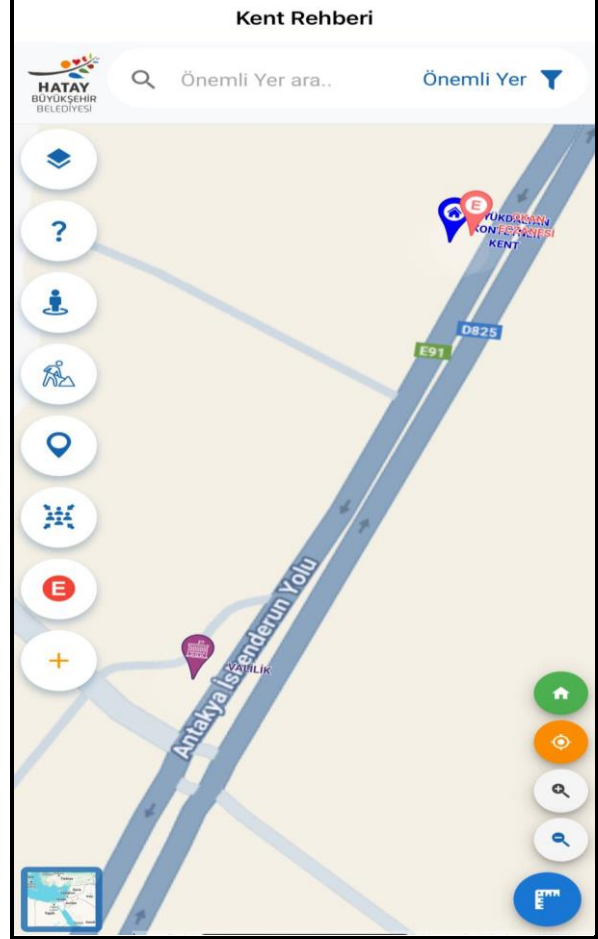 Kent Rehberi
HATAY
BÜYÜKŞEHİR
BELEDİYESİ
Önemli Yer ara..
Önemli Yer
?
E
E
KENT
D825
E91
Antakya İskenderun Yolu
VALİLİK
+